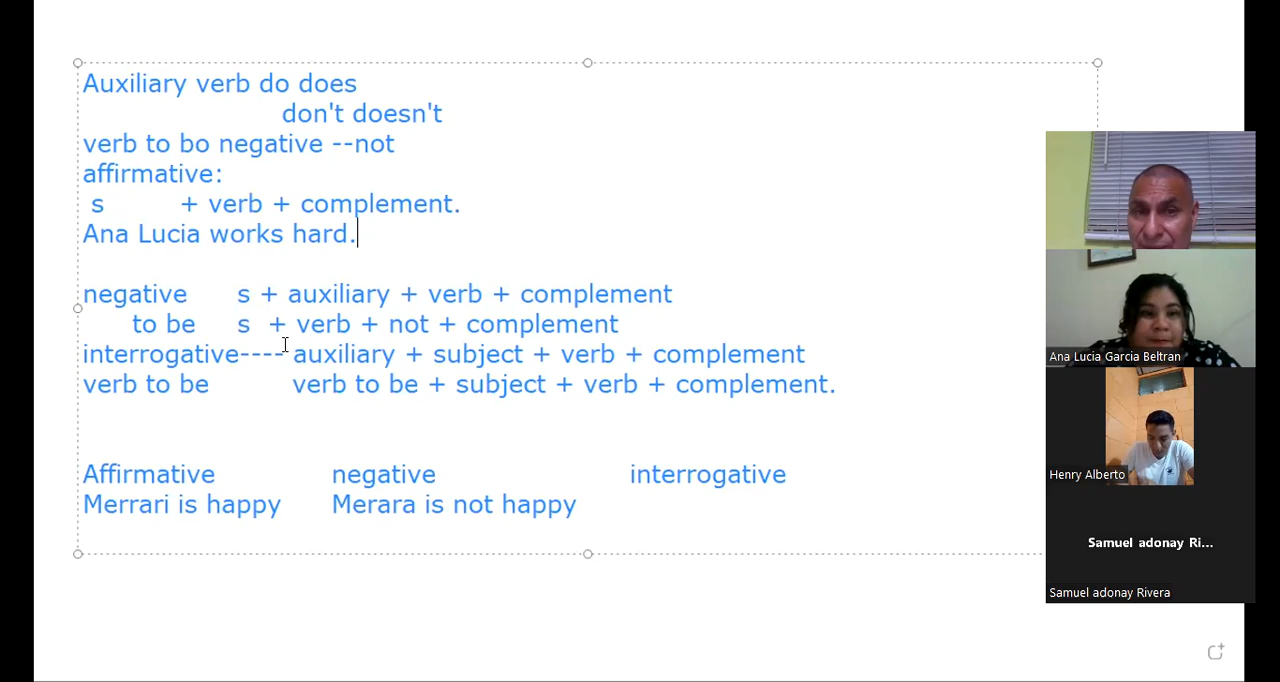 Auxiliary verb do does
don't doesn't
verb to bo negative --not
affirmative:
s + verb + complement.
Ana Lucia works hard.
negative s + auxiliary + verb + complement
to be s + verb + not + complement
interrogative---- auxiliary + subject + verb + complement
verb to be verb to be + subject + verb + complement.
Affirmative negative interrogative
Merrari is happy Merara is not happy
Ana Lucia Garcia Beltran
Henry Alberto
Samuel adonay Ri...
Samuel adonay Rivera